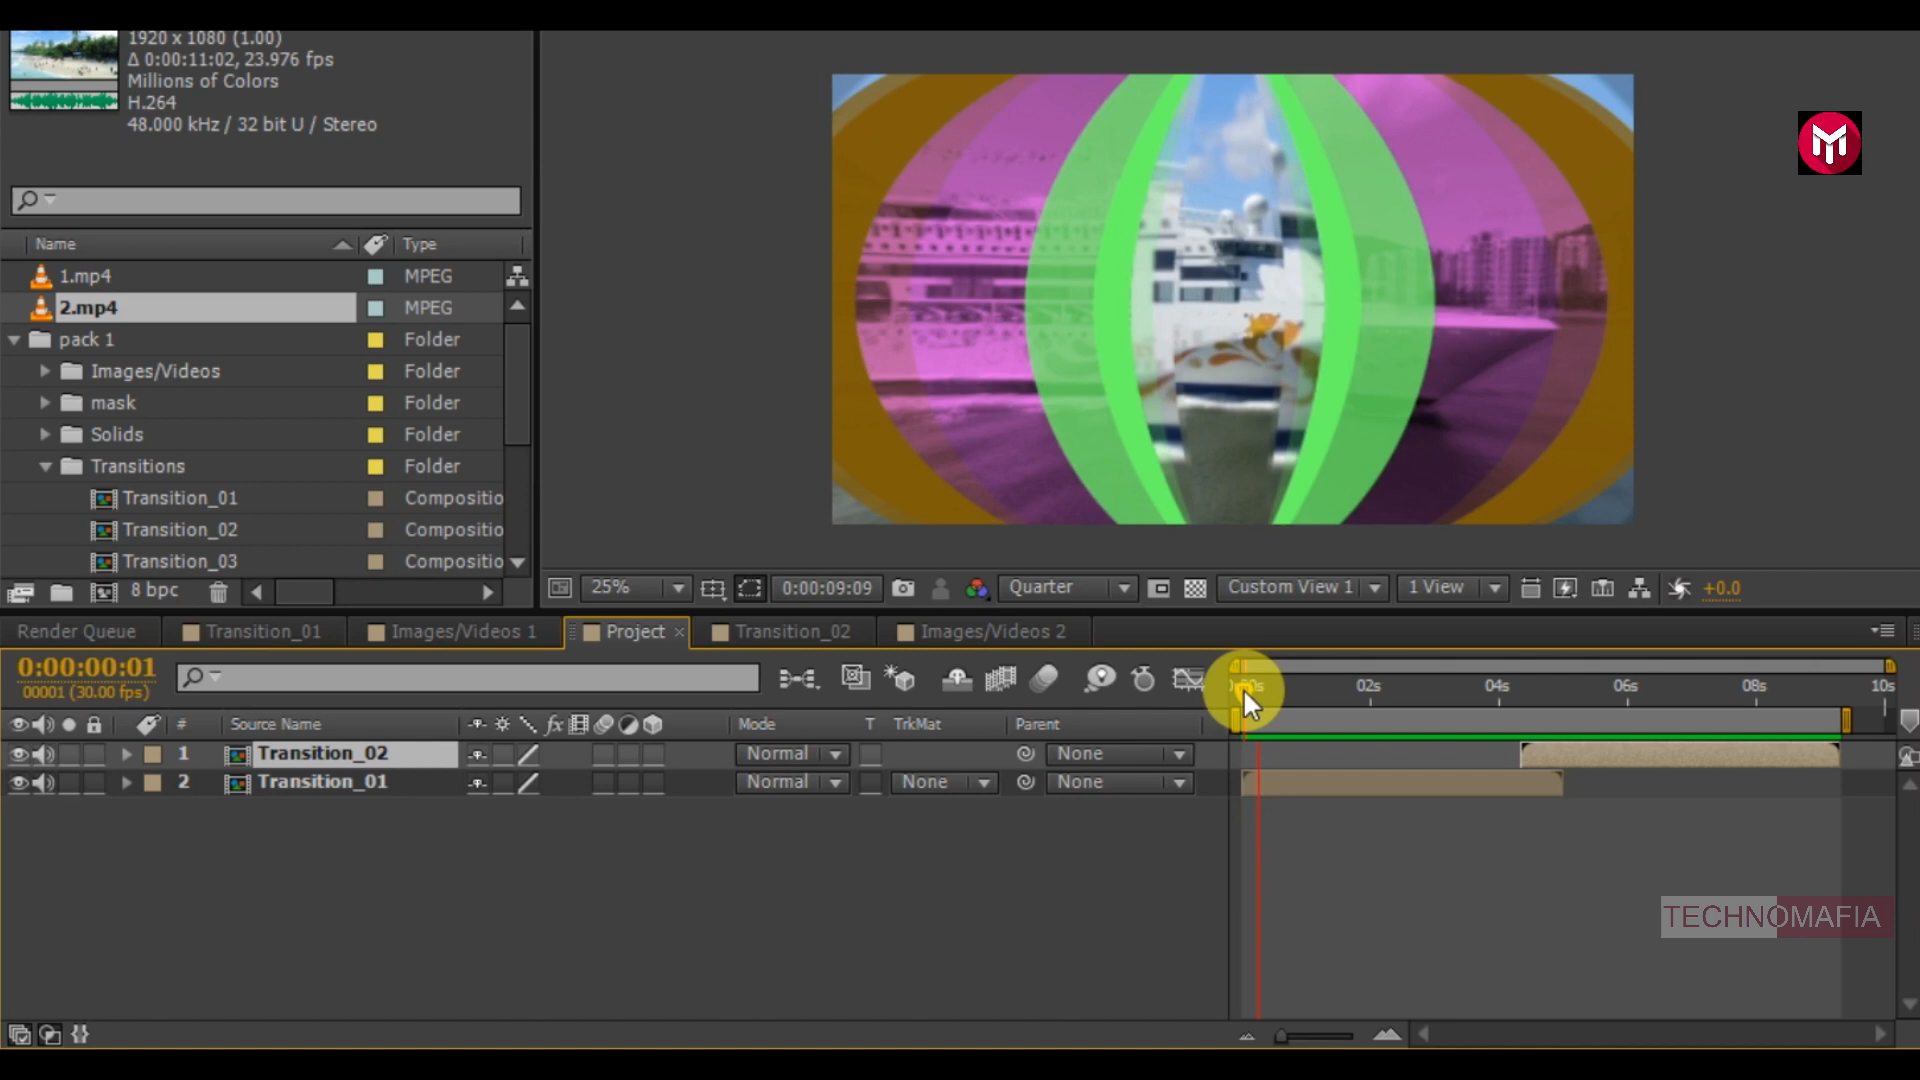 1920 x 1080 (1.00)
Δ 0:00:11:02, 23.976 fps
Millions of Colors
H.264
48.000 kHz / 32 bit U / Stereo
Name Type
1.mp4 MPEG
2.mp4 MPEG
pack 1 Folder
Images/Videos Folder
mask Folder
Solids Folder
Transitions Folder
Transition_01 Compositio
Transition_02 Compositio
Transition_03 Compositio
8 bpc
25% 0:00:09:09 Quarter Custom View 1 1 View +0.0
Render Queue Transition_01 Images/Videos 1 Project × Transition_02 Images/Videos 2
0:00:00:01
00001 (30.00 fps)
02s 04s 06s 08s 10s
# Source Name fx Mode T TrkMat Parent
1 Transition_02 Normal None
2 Transition_01 Normal None None
TECHNOMAFIA